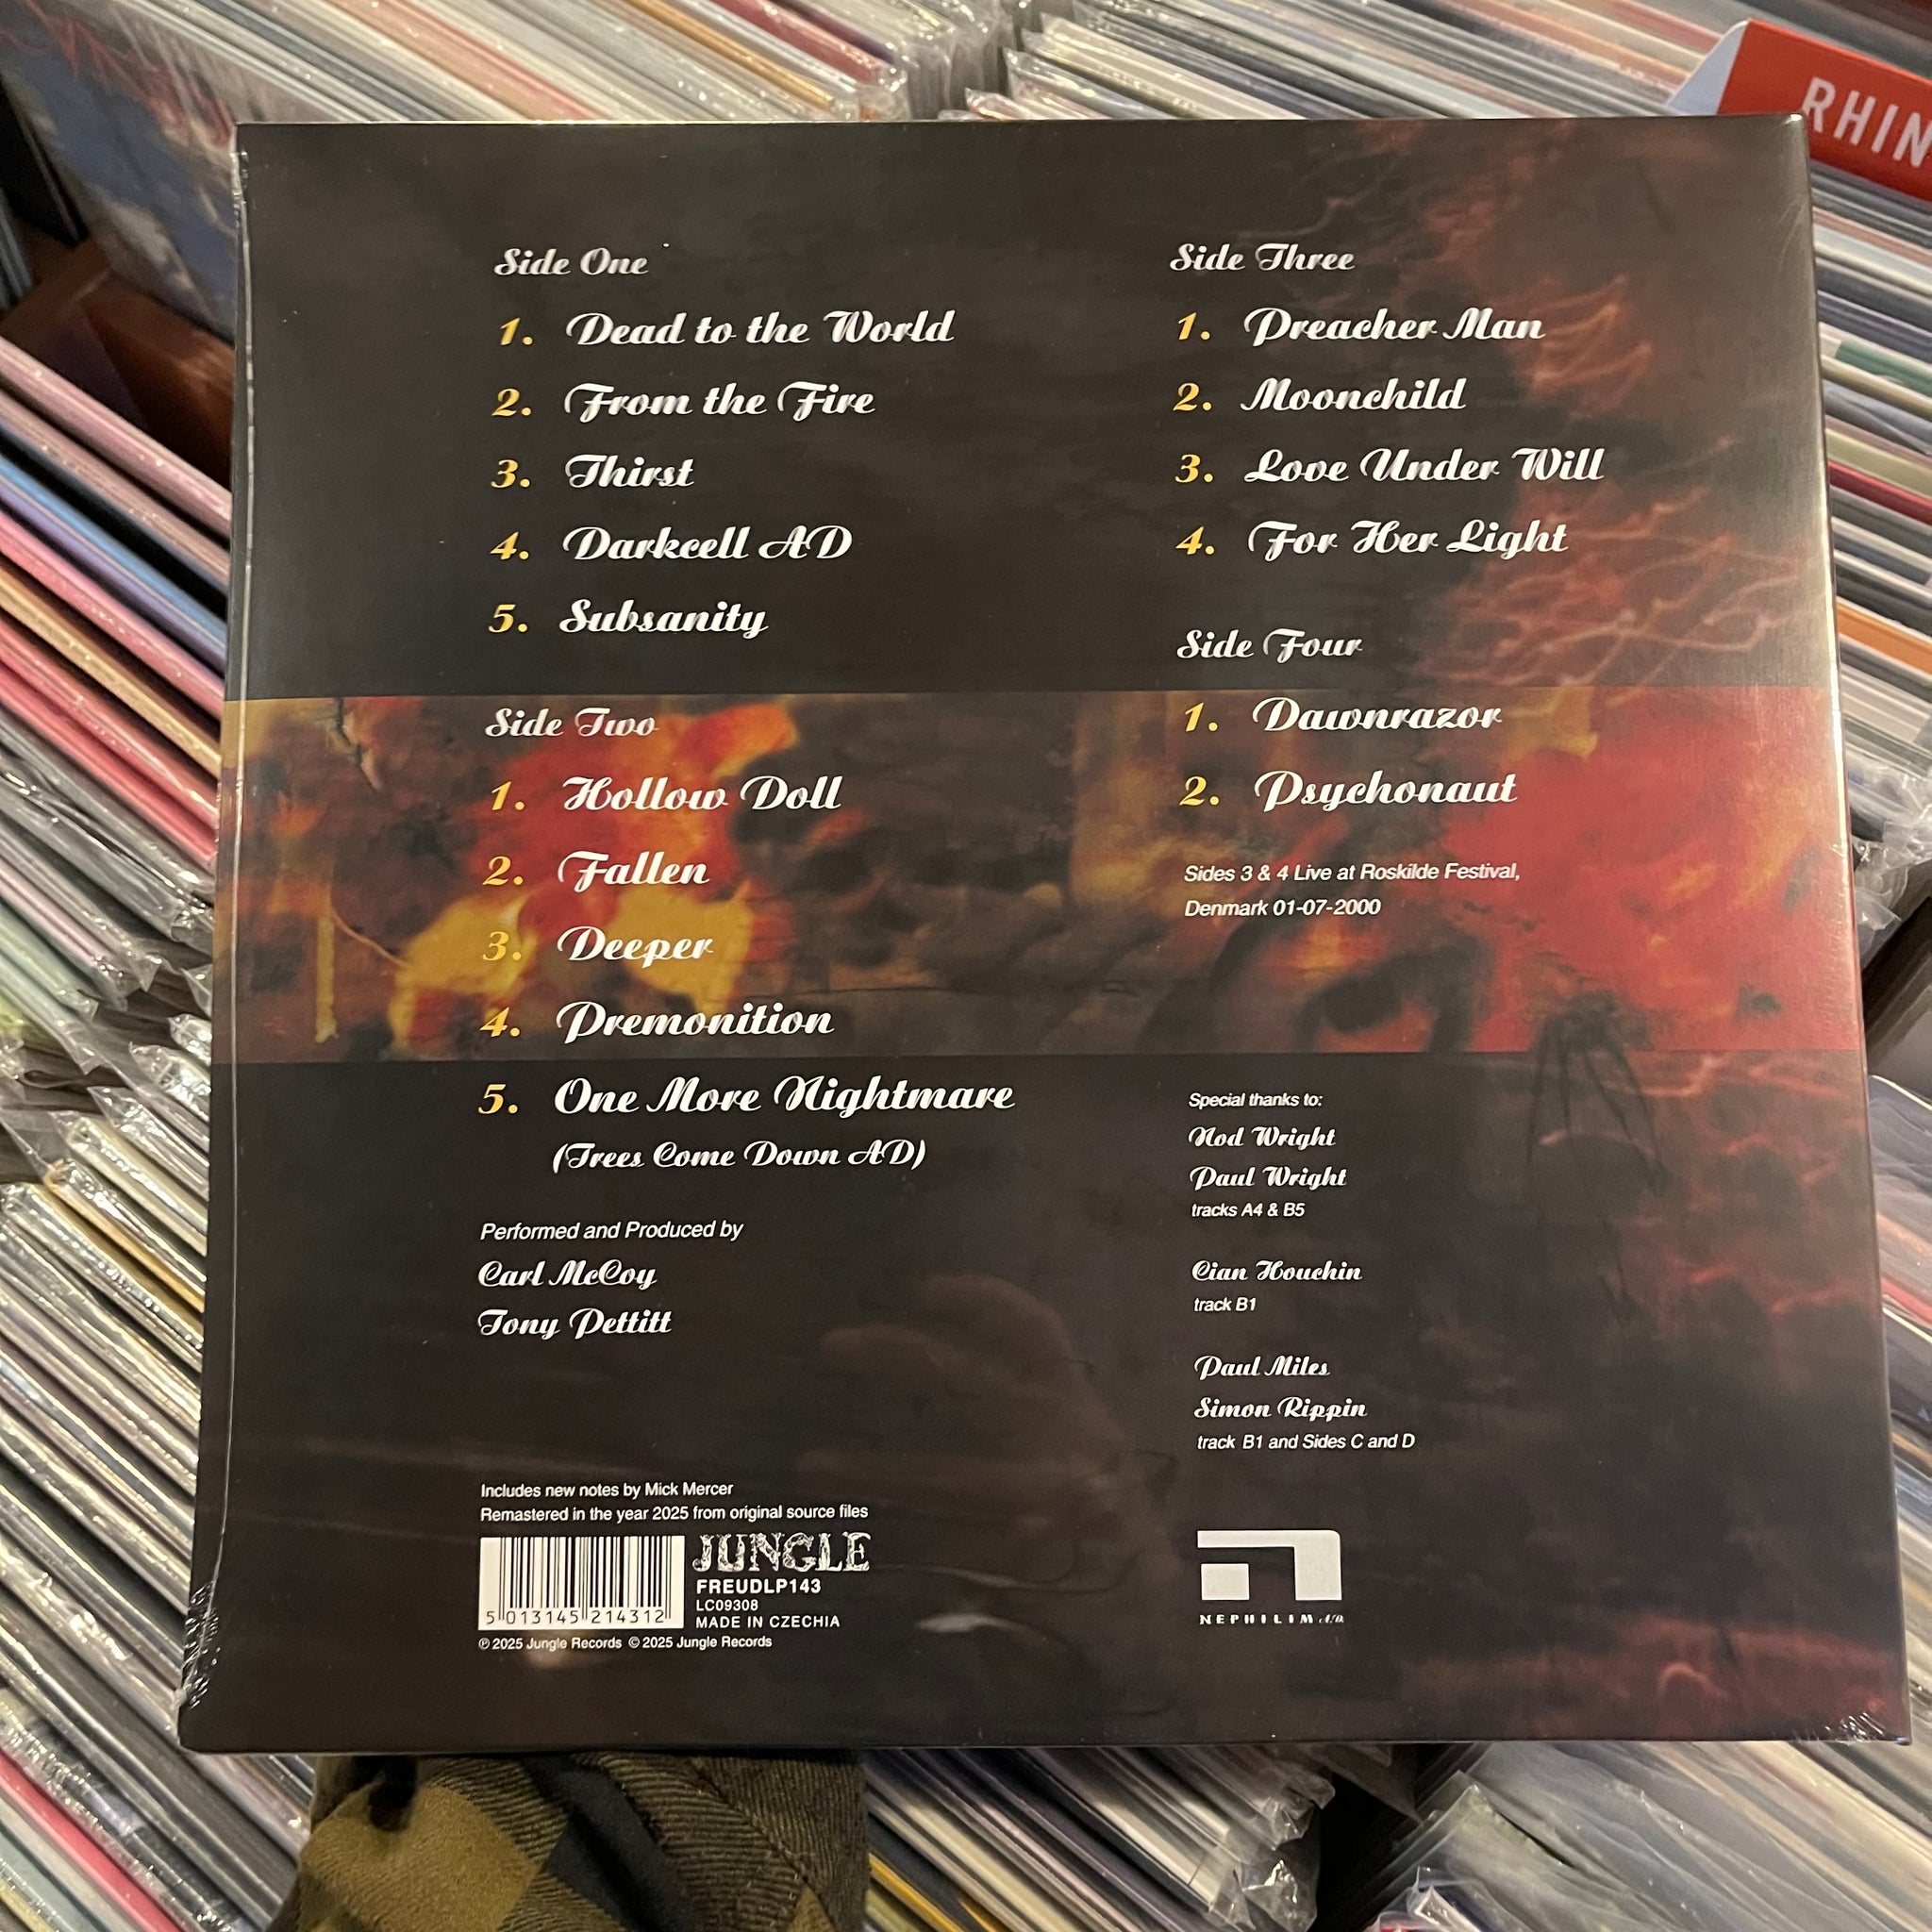 RHIN
Side One
1. Dead to the World
2. From the Fire
3. Thirst
4. Darkcell AD
5. Subsanity
Side Two
1. Hollow Doll
2. Fallen
3. Deeper
4. Premonition
5. One More Nightmare
(Trees Come Down AD)
Performed and Produced by
Carl McCoy
Tony Pettitt
Includes new notes by Mick Mercer
Remastered in the year 2025 from original source files
JUNGLE
FREUDLP143
LC09308
MADE IN CZECHIA
5 013145 214312
℗ 2025 Jungle Records © 2025 Jungle Records
Side Three
1. Preacher Man
2. Moonchild
3. Love Under Will
4. For Her Light
Side Four
1. Dawnrazor
2. Psychonaut
Sides 3 & 4 Live at Roskilde Festival,
Denmark 01-07-2000
Special thanks to:
Nod Wright
Paul Wright
tracks A4 & B5
Cian Houchin
track B1
Paul Miles
Simon Rippin
track B1 and Sides C and D
NEPHILIM A.D.